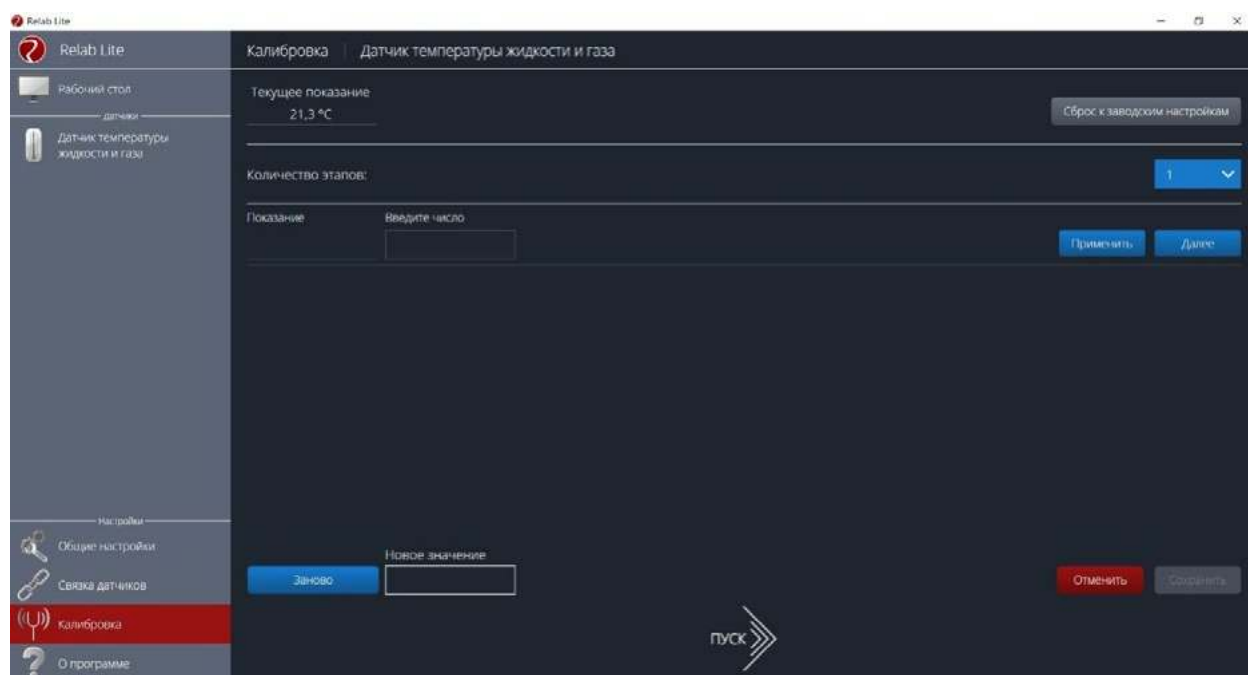 Relab Lite
Relab Lite
Калибровка
Датчик температуры жидкости и газа
Рабочий стол
Датчики
Датчик температуры
жидкости и газа
Текущее показание
21,3 °C
Сброс к заводским настройкам
Количество этапов:
1
Показание
Введите число
Применить
Далее
Настройки
Общие настройки
Связка датчиков
Калибровка
О программе
Заново
Новое значение
Отменить
Сохранить
ПУСК